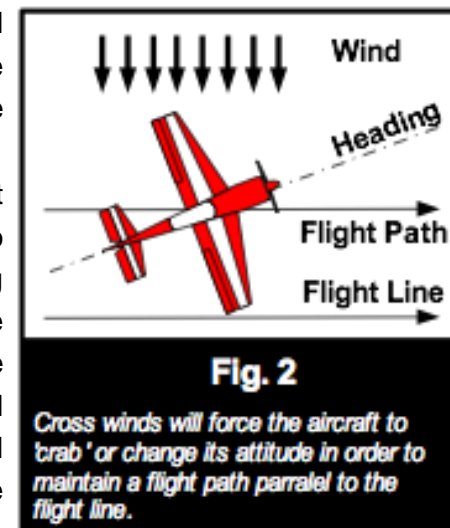 Wind
Heading
Flight Path
Flight Line
Fig. 2
Cross winds will force the aircraft to
'crab' or change its attitude in order to
maintain a flight path parralel to the
flight line.